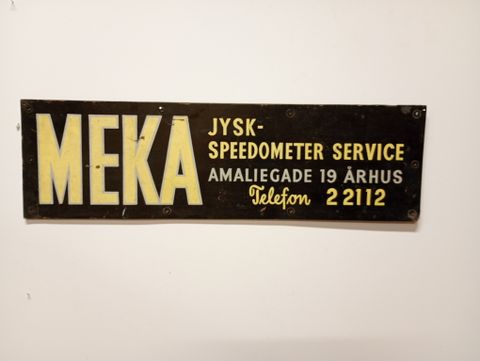 MEKA
JYSK-
SPEEDOMETER SERVICE
AMALIEGADE 19 ÅRHUS
Telefon 22112